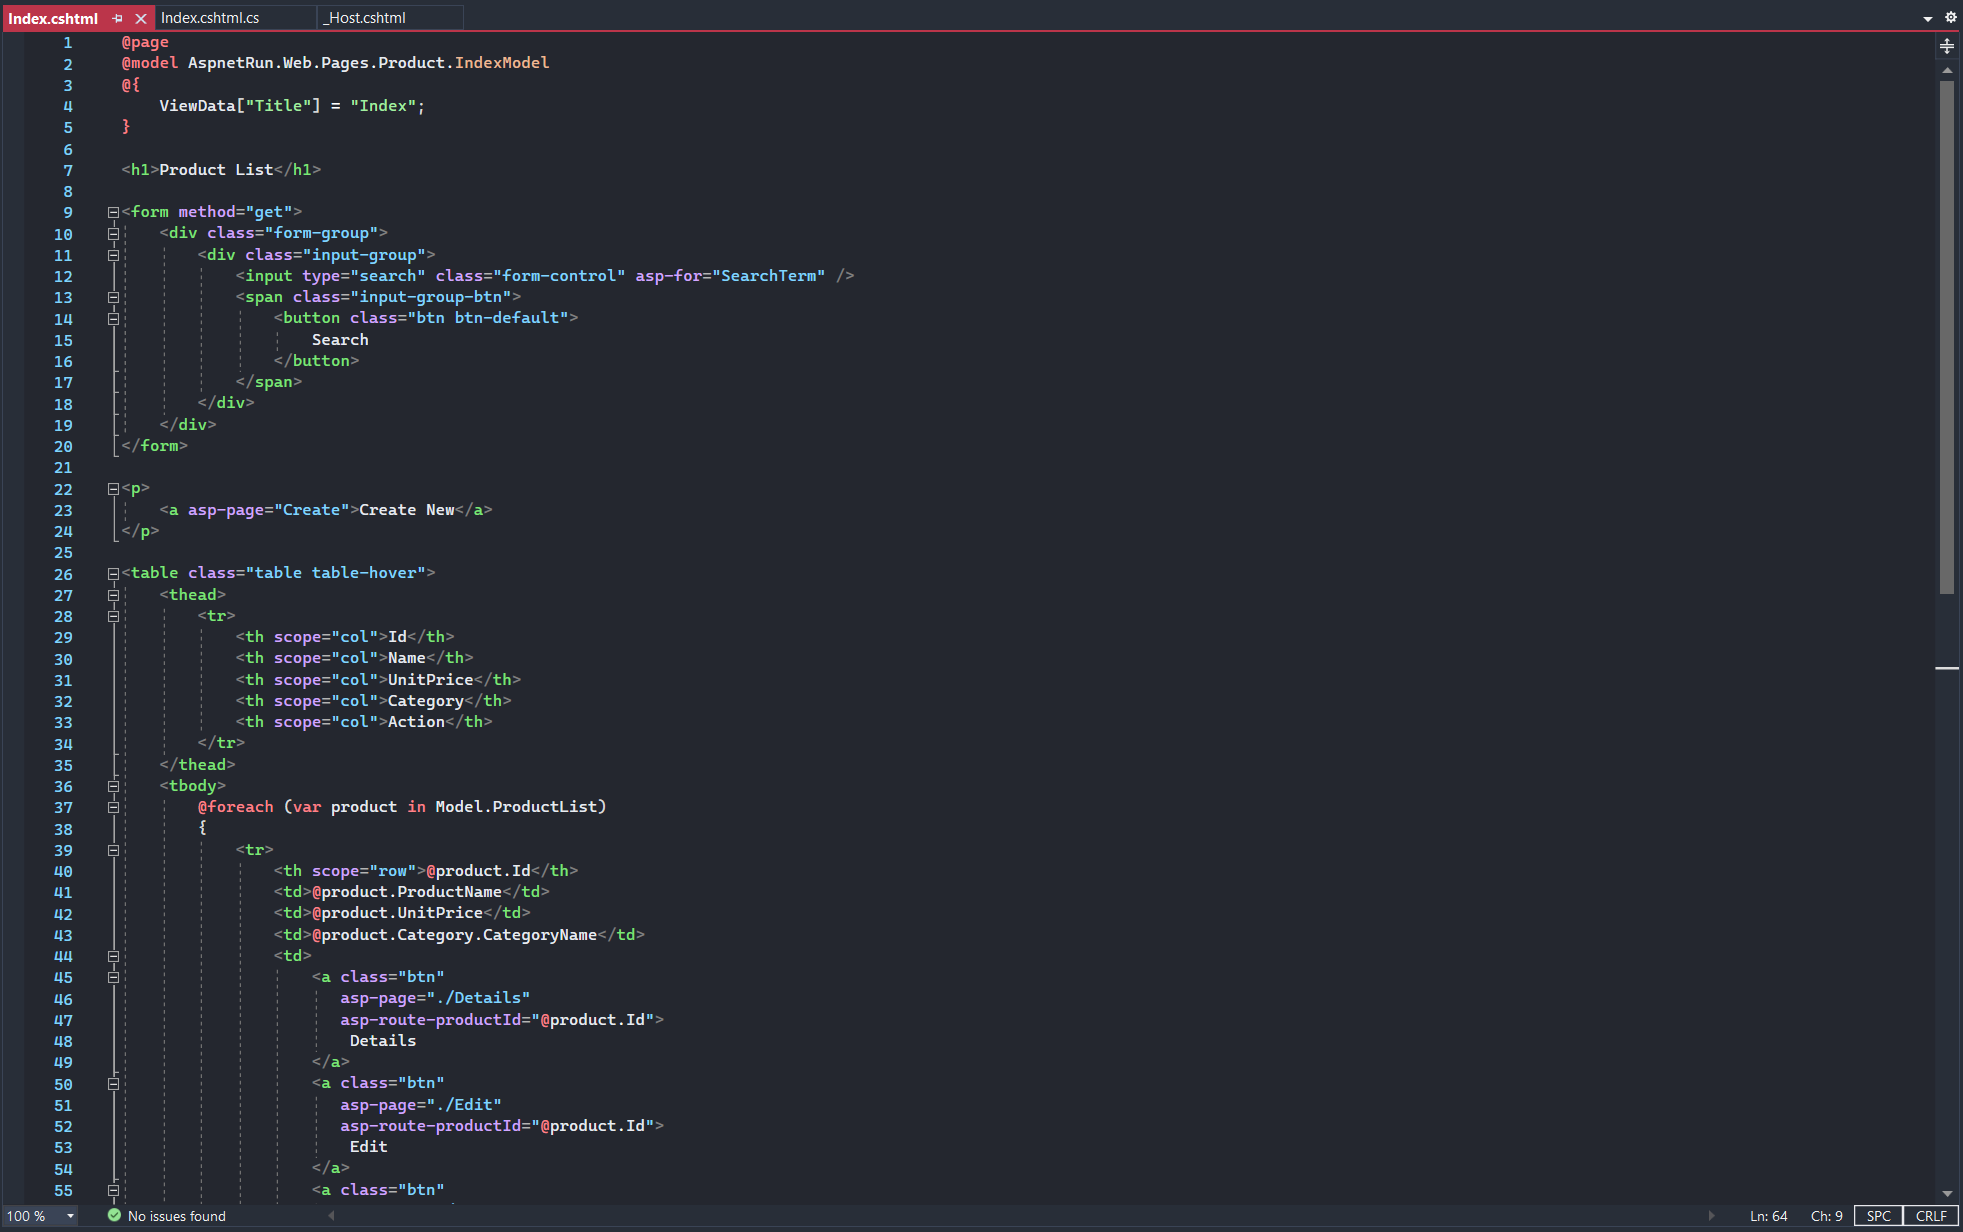 Index.cshtml Index.cshtml.cs _Host.cshtml
1 @page
2 @model AspnetRun.Web.Pages.Product.IndexModel
3 @{
4     ViewData["Title"] = "Index";
5 }
6
7 <h1>Product List</h1>
8
9 <form method="get">
10     <div class="form-group">
11         <div class="input-group">
12             <input type="search" class="form-control" asp-for="SearchTerm" />
13             <span class="input-group-btn">
14                 <button class="btn btn-default">
15                     Search
16                 </button>
17             </span>
18         </div>
19     </div>
20 </form>
21
22 <p>
23     <a asp-page="Create">Create New</a>
24 </p>
25
26 <table class="table table-hover">
27     <thead>
28         <tr>
29             <th scope="col">Id</th>
30             <th scope="col">Name</th>
31             <th scope="col">UnitPrice</th>
32             <th scope="col">Category</th>
33             <th scope="col">Action</th>
34         </tr>
35     </thead>
36     <tbody>
37         @foreach (var product in Model.ProductList)
38         {
39             <tr>
40                 <th scope="row">@product.Id</th>
41                 <td>@product.ProductName</td>
42                 <td>@product.UnitPrice</td>
43                 <td>@product.Category.CategoryName</td>
44                 <td>
45                     <a class="btn"
46                        asp-page="./Details"
47                        asp-route-productId="@product.Id">
48                         Details
49                     </a>
50                     <a class="btn"
51                        asp-page="./Edit"
52                        asp-route-productId="@product.Id">
53                         Edit
54                     </a>
55                     <a class="btn"
100 % No issues found Ln: 64 Ch: 9 SPC CRLF